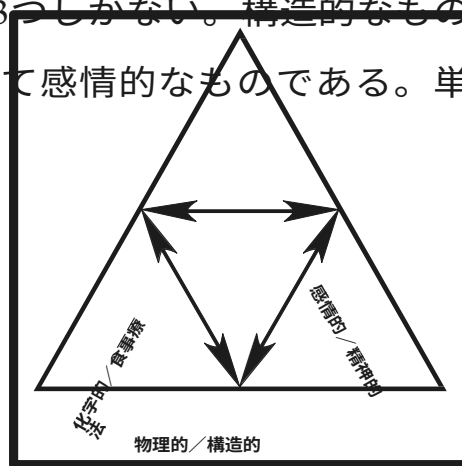 3つしかない。構造的なもの
て感情的なものである。単
感情的／精神的
化学的／食事療
法
物理的／構造的